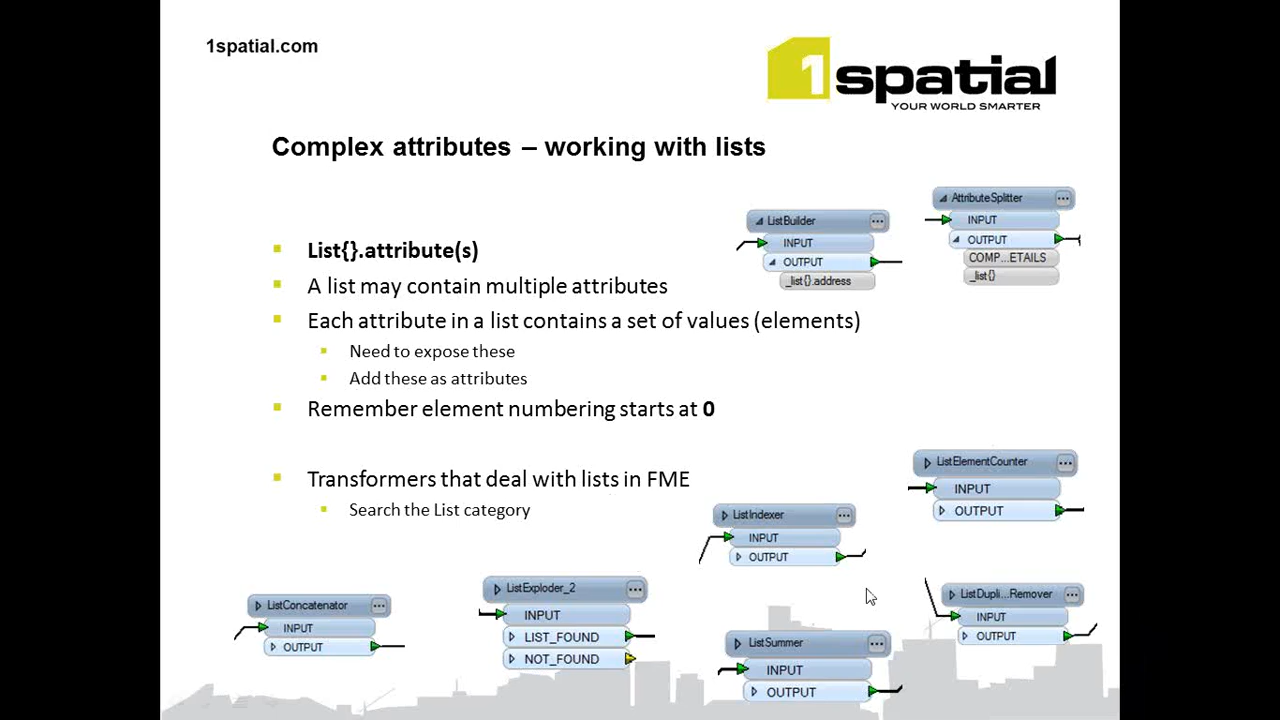 1spatial.com
1spatial
YOUR WORLD SMARTER
Complex attributes – working with lists
List{}.attribute(s)
A list may contain multiple attributes
Each attribute in a list contains a set of values (elements)
Need to expose these
Add these as attributes
Remember element numbering starts at 0
Transformers that deal with lists in FME
Search the List category
ListBuilder
INPUT
OUTPUT
_list{}.address
AttributeSplitter
INPUT
OUTPUT
COMP...ETAILS
_list{}
ListElementCounter
INPUT
OUTPUT
ListIndexer
INPUT
OUTPUT
ListConcatenator
INPUT
OUTPUT
ListExploder_2
INPUT
LIST_FOUND
NOT_FOUND
ListSummer
INPUT
OUTPUT
ListDupli...Remover
INPUT
OUTPUT